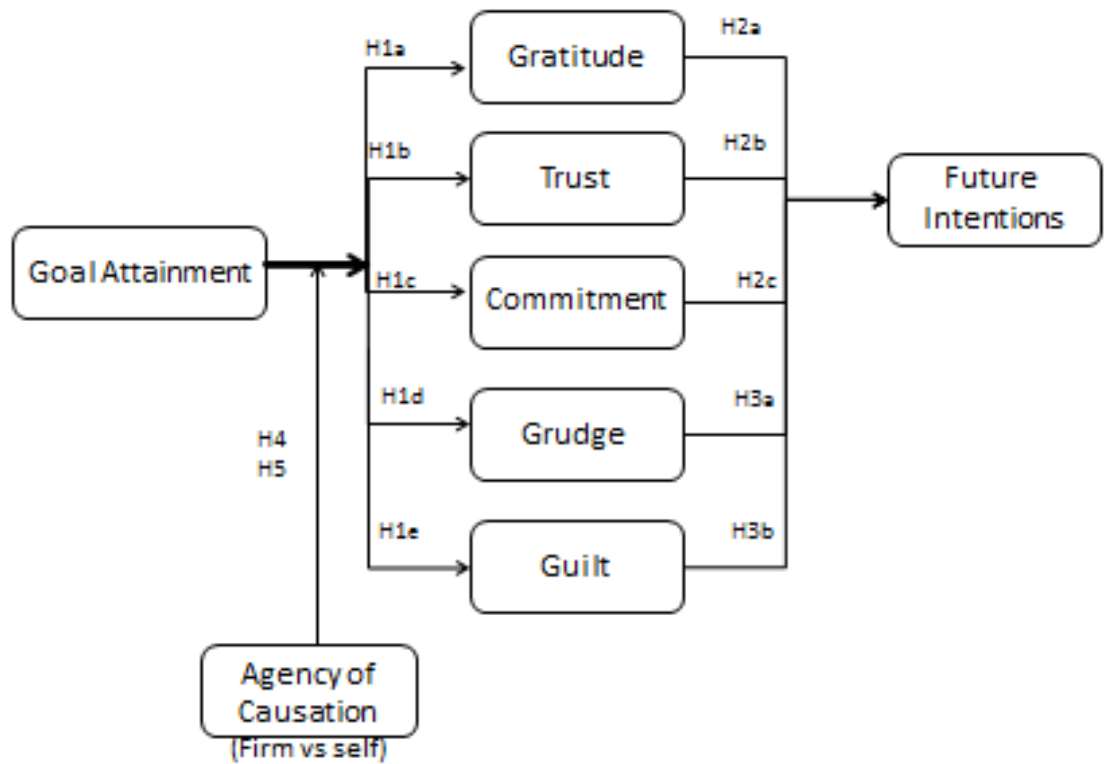 H1a
Gratitude
H2a
H1b
Trust
H2b
Future
Intentions
Goal Attainment
H1c
Commitment
H2c
H1d
Grudge
H3a
H4
H5
H1e
Guilt
H3b
Agency of
Causation
(Firm vs self)